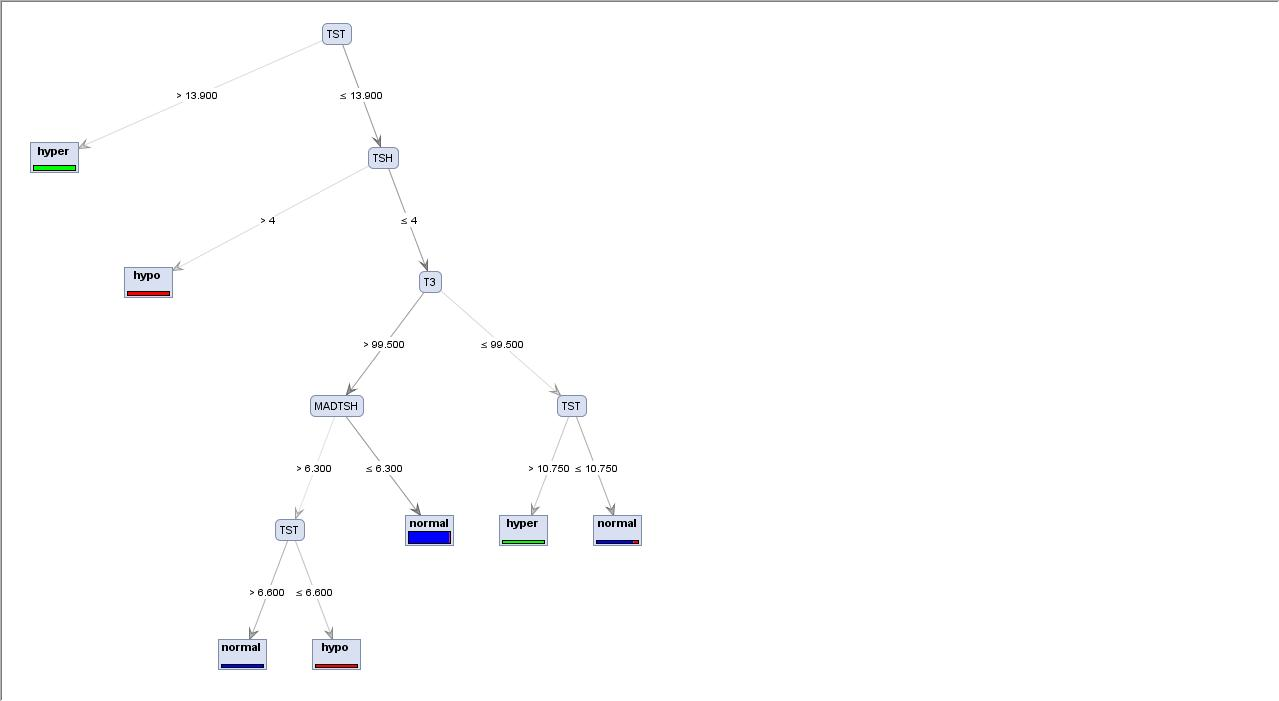 TST
> 13.900
≤ 13.900
hyper
TSH
> 4
≤ 4
hypo
T3
> 99.500
≤ 99.500
MADTSH
TST
> 6.300
≤ 6.300
> 10.750
≤ 10.750
TST
normal
hyper
normal
> 6.600
≤ 6.600
normal
hypo